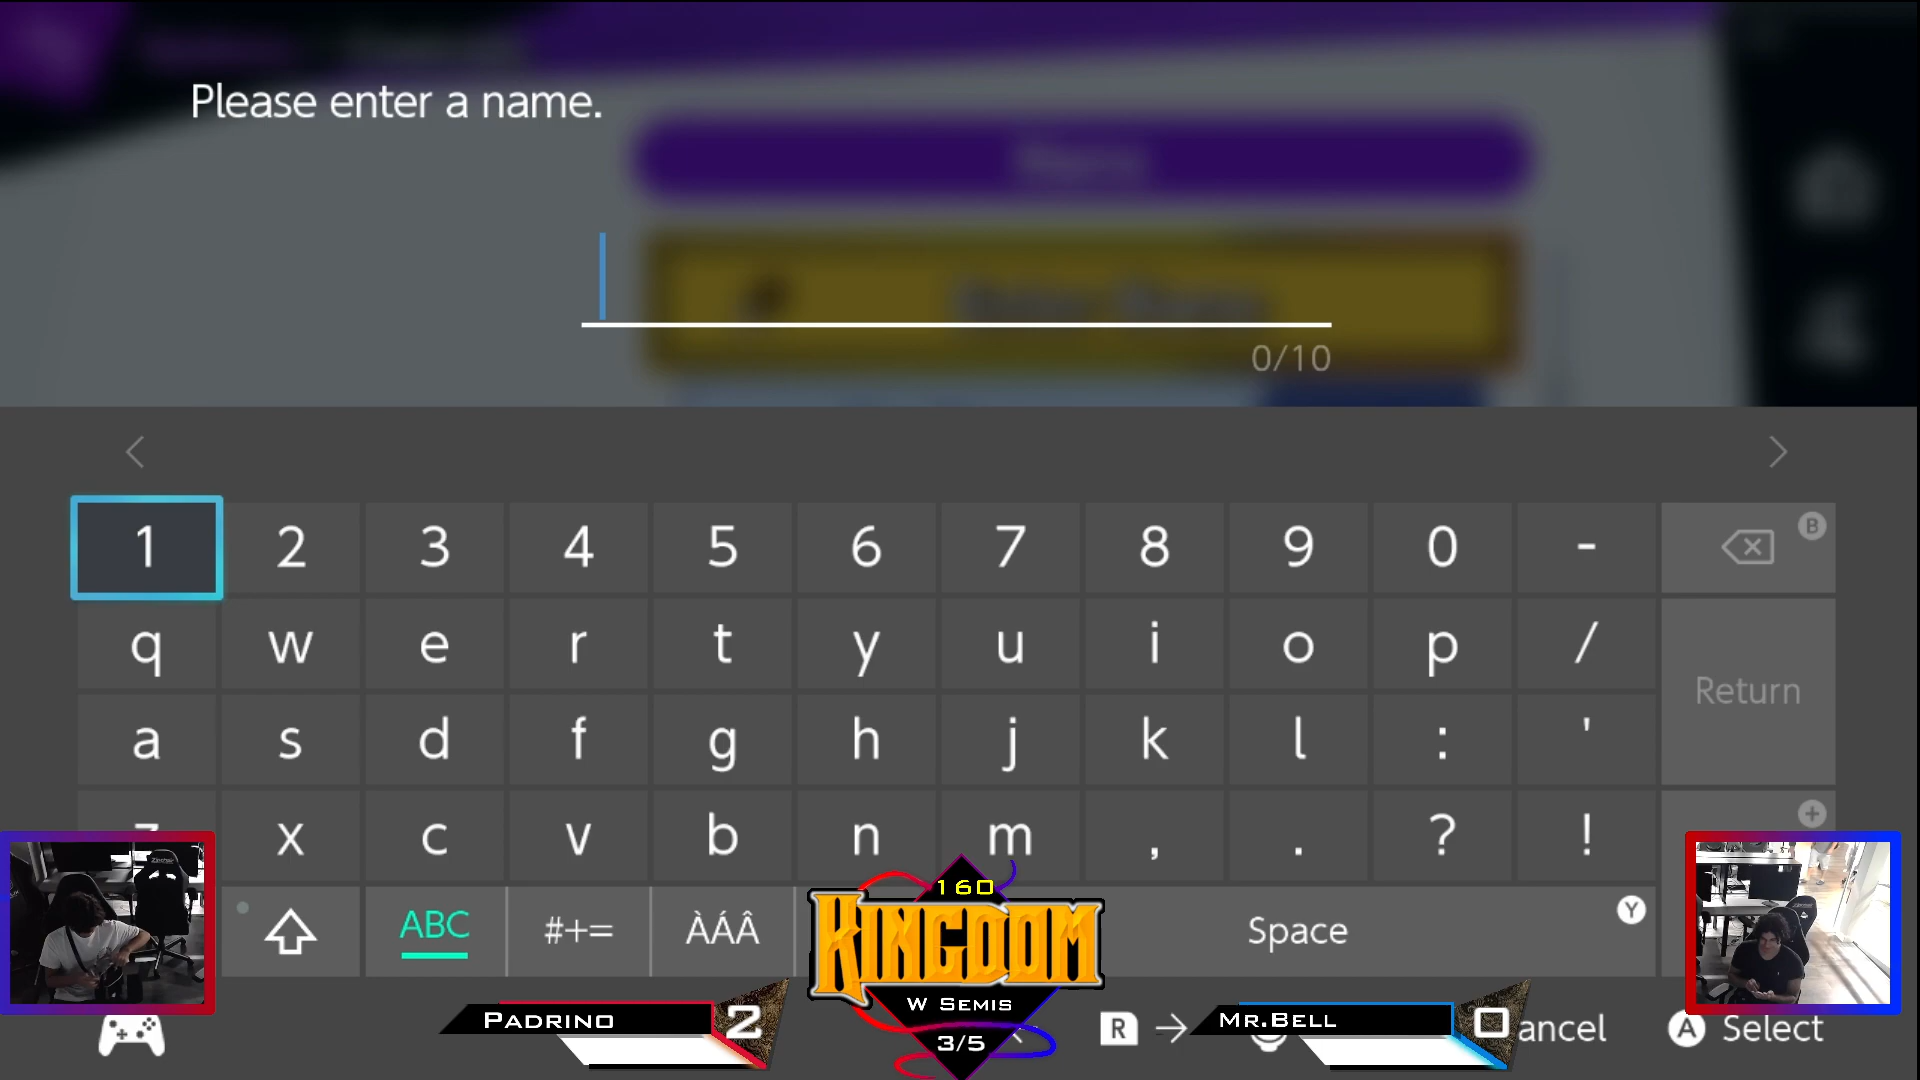 Please enter a name.
0/10
1 2 3 4 5 6 7 8 9 0 - B
q w e r t y u i o p /
Return
a s d f g h j k l : '
x c v b n m , . ? ! +
ABC #+= ÀÁÂ Space Y
160
KINGDOM
W SEMIS
3/5
PADRINO 2
R → MR.BELL 0
ancel A Select